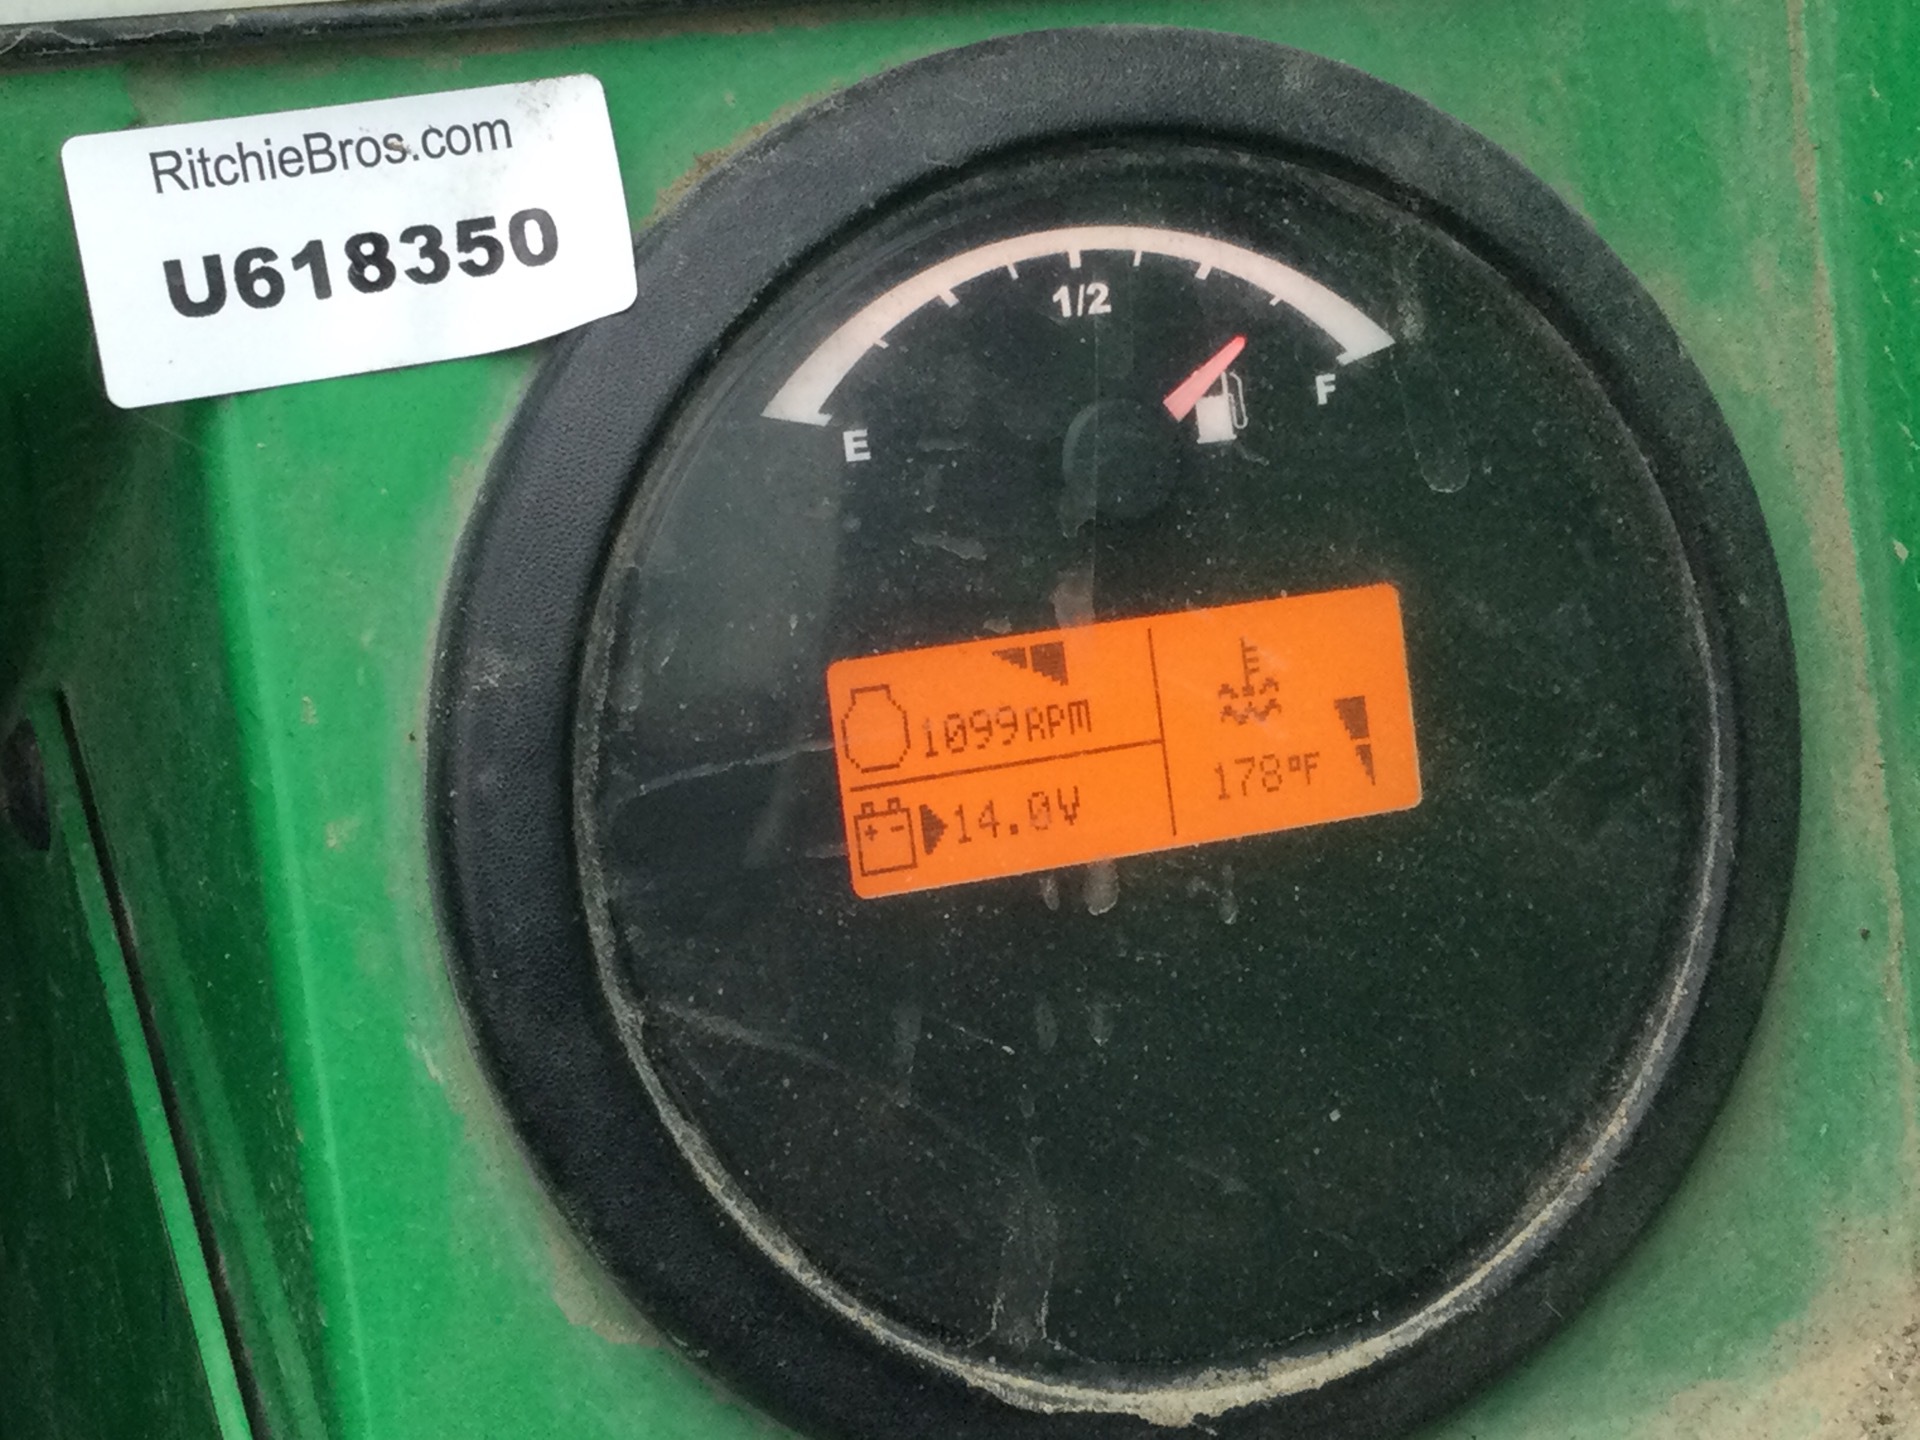 RitchieBros.com
U618350
1/2
E
F
1099RPM
14.0V
178°F